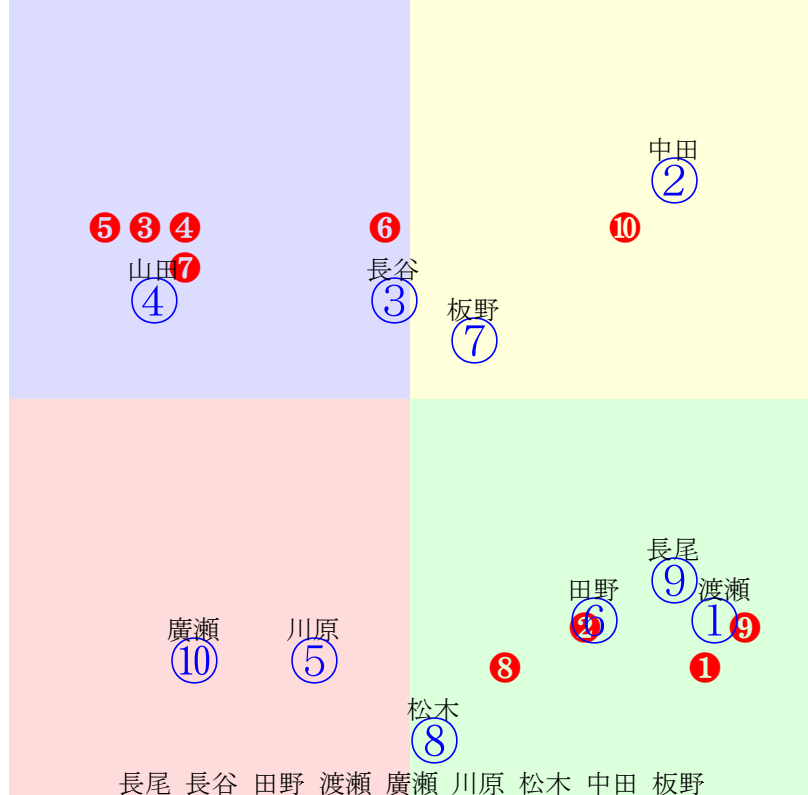 中田
②
❺ ❸ ❹ ❻ ❿
山田 ❼ 長谷
④ ③
板野
⑦
長尾
⑨
田野 渡瀬
❷ ⑥ ① ❾
廣瀬 川原
⑩ ⑤ ❽ ❶
松木
⑧
長尾 長谷 田野 渡瀬 廣瀬 川原 松木 中田 板野